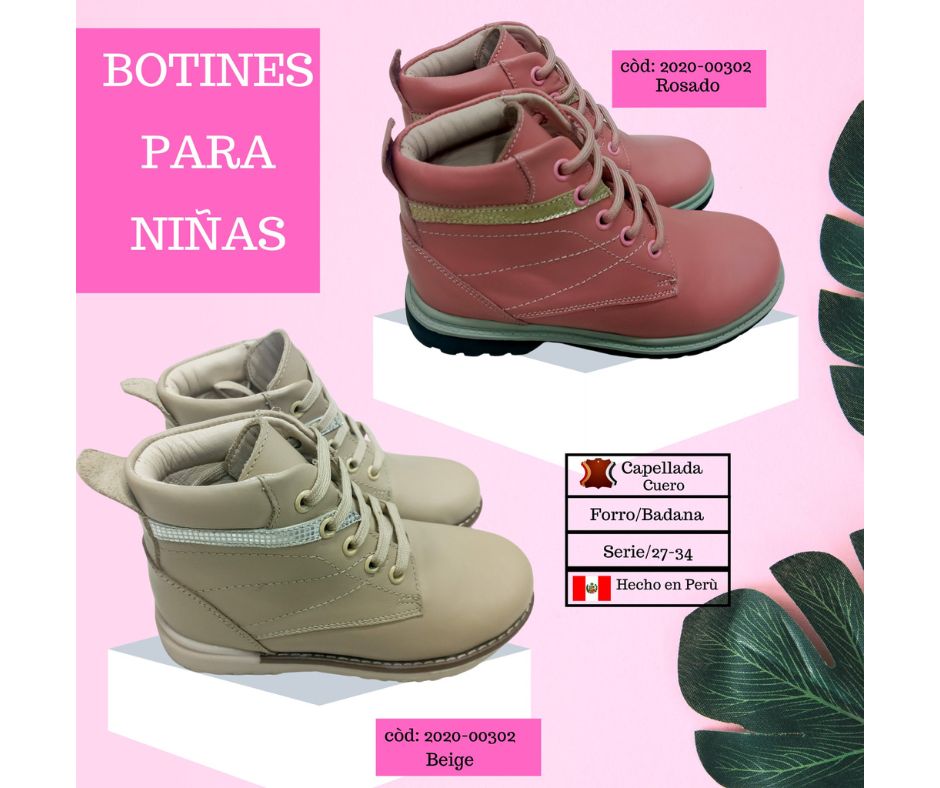 BOTINES
PARA
NIÑAS
còd: 2020-00302
Rosado
Capellada
Cuero
Forro/Badana
Serie/27-34
Hecho en Perù
còd: 2020-00302
Beige